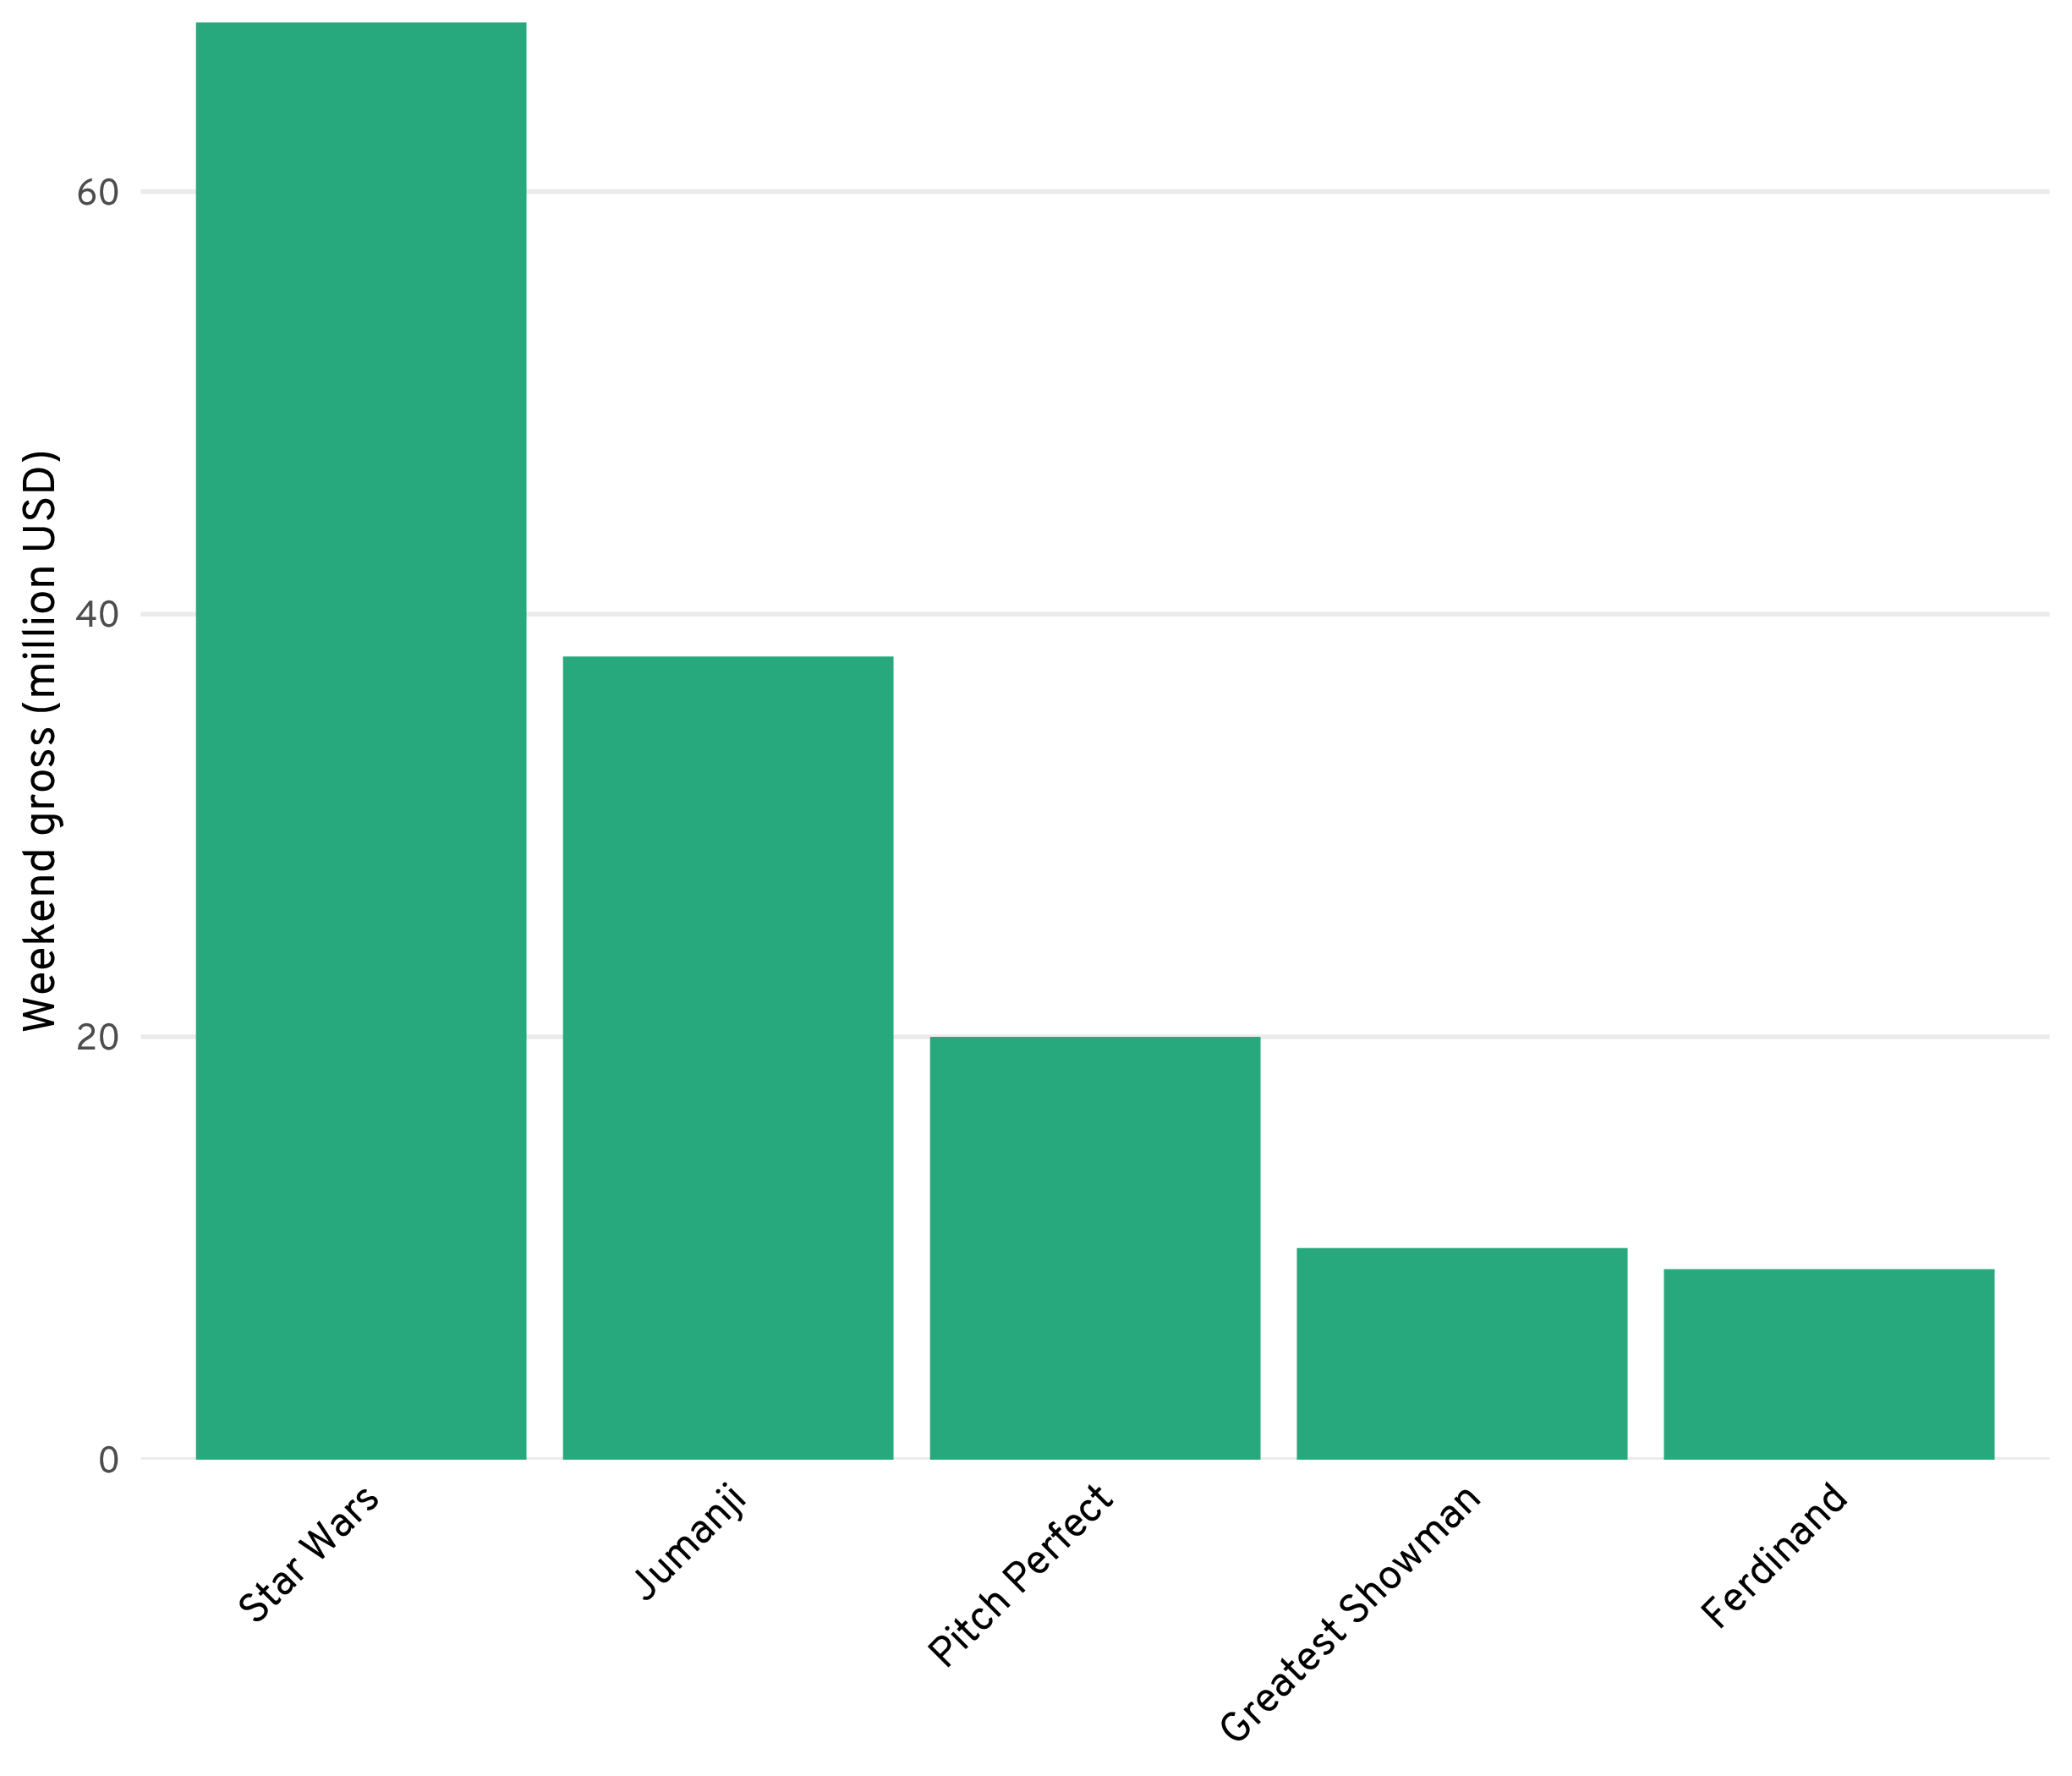 Weekend gross (million USD)
60
40
20
0
Star Wars
Jumanji
Pitch Perfect
Greatest Showman
Ferdinand